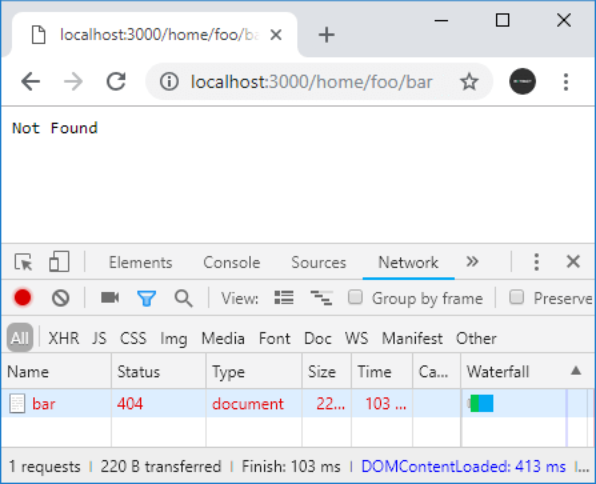 localhost:3000/home/foo/ba
localhost:3000/home/foo/bar
Not Found
Elements Console Sources Network »
View: Group by frame Preserve
All XHR JS CSS Img Media Font Doc WS Manifest Other
Name Status Type Size Time Ca... Waterfall
bar 404 document 22... 103 ...
1 requests | 220 B transferred | Finish: 103 ms | DOMContentLoaded: 413 ms | ...